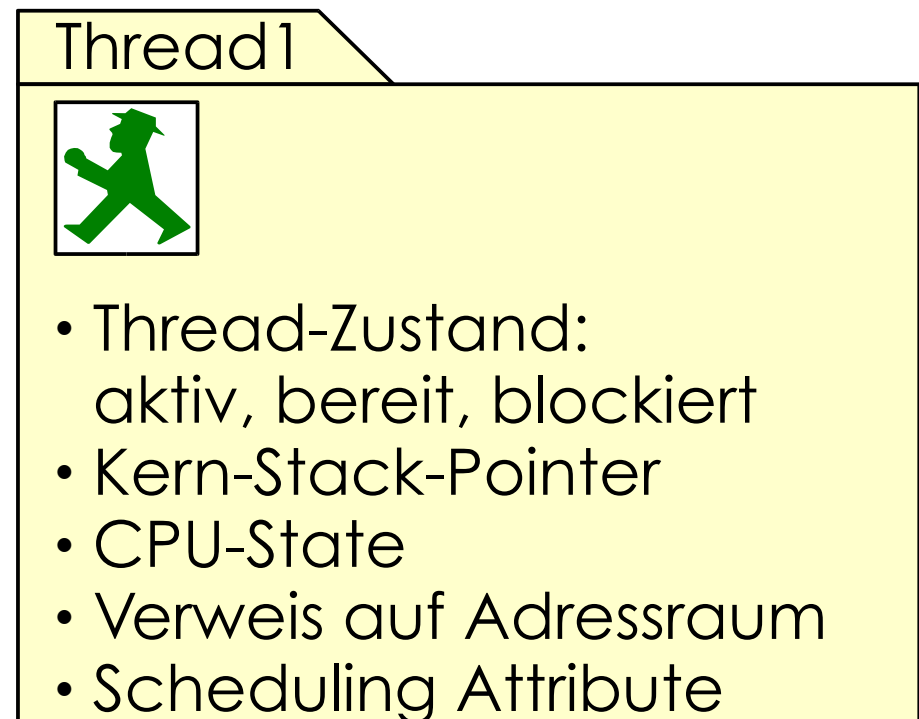 Thread1
• Thread-Zustand:
aktiv, bereit, blockiert
• Kern-Stack-Pointer
• CPU-State
• Verweis auf Adressraum
• Scheduling Attribute